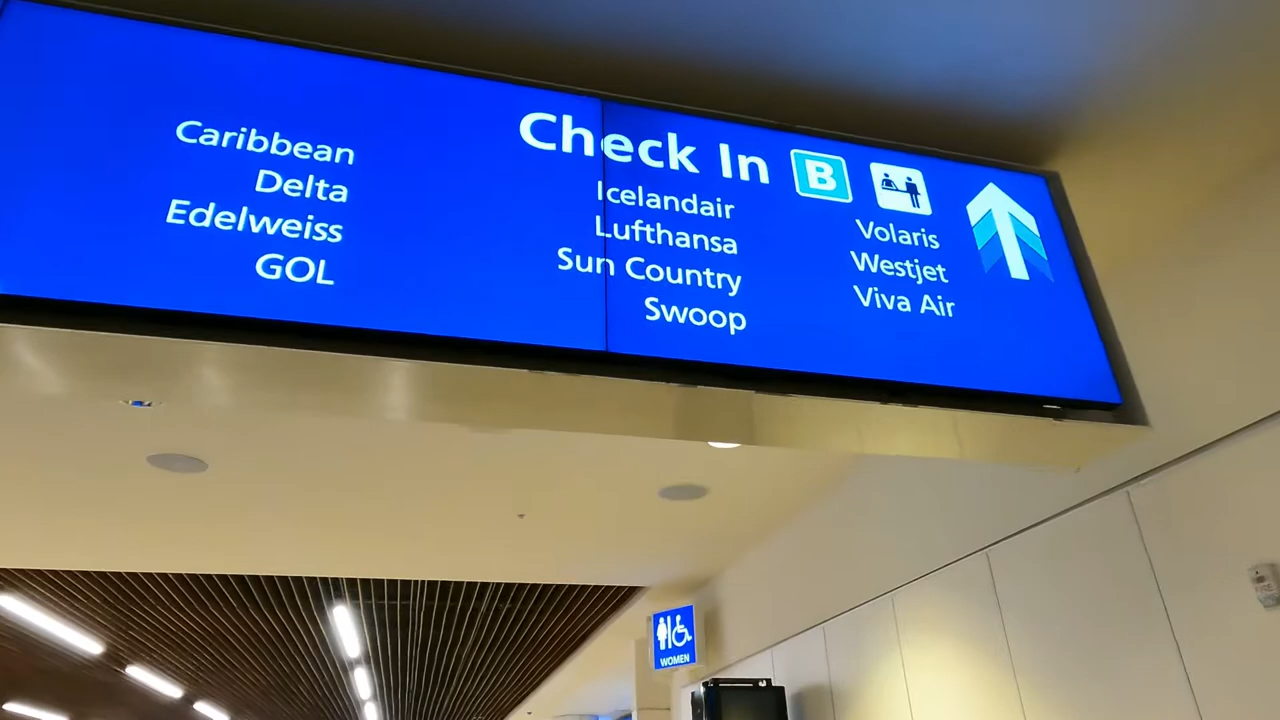 Check In B
Caribbean
Delta
Edelweiss
GOL
Icelandair
Lufthansa
Sun Country
Swoop
Volaris
Westjet
Viva Air
WOMEN